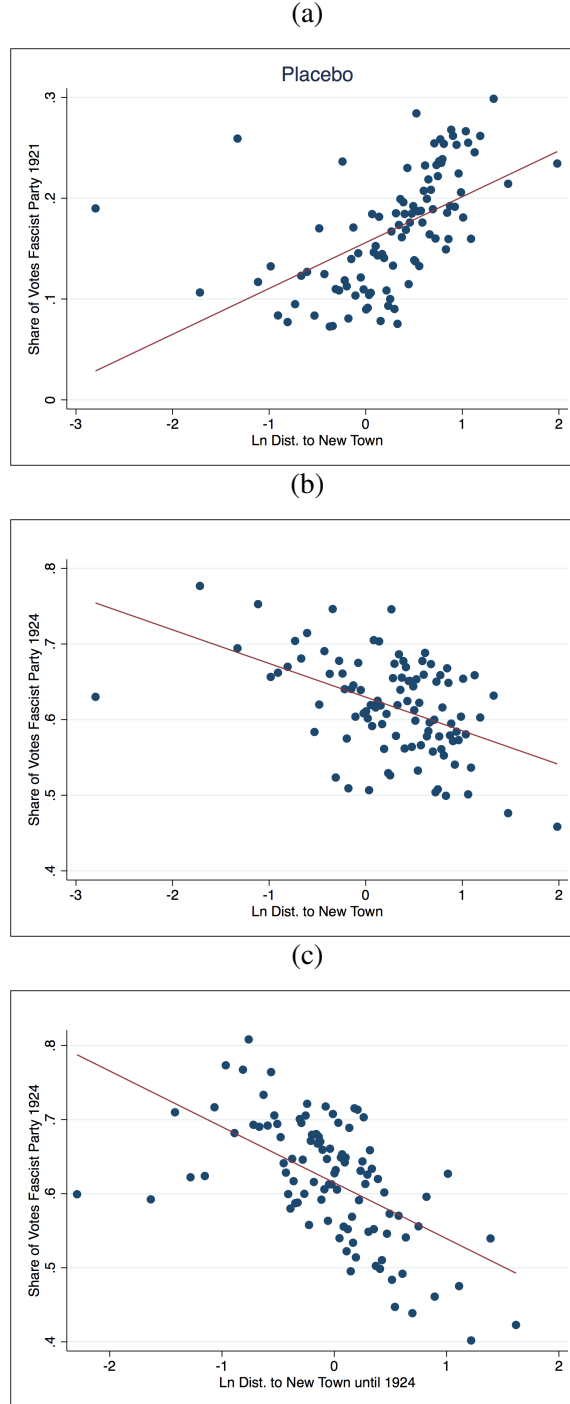 (a)
Placebo
Share of Votes Fascist Party 1921
.3
.2
.1
0
-3 -2 -1 0 1 2
Ln Dist. to New Town
(b)
Share of Votes Fascist Party 1924
.8
.7
.6
.5
.4
-3 -2 -1 0 1 2
Ln Dist. to New Town
(c)
Share of Votes Fascist Party 1924
.8
.7
.6
.5
.4
-2 -1 0 1 2
Ln Dist. to New Town until 1924